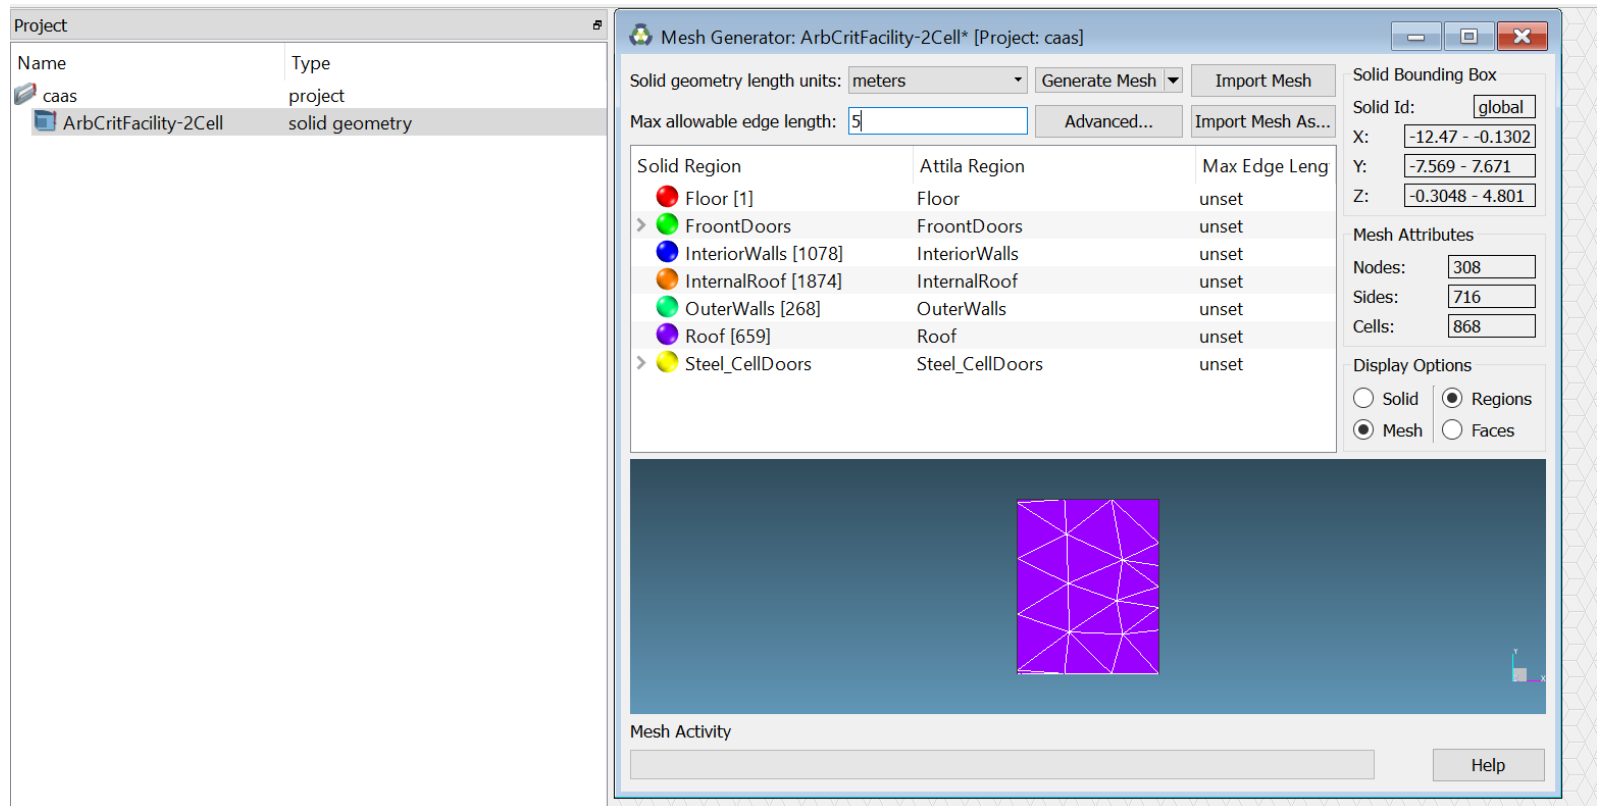 Project
Name Type
caas project
ArbCritFacility-2Cell solid geometry
Mesh Generator: ArbCritFacility-2Cell* [Project: caas]
Solid geometry length units: meters Generate Mesh Import Mesh
Max allowable edge length: 5 Advanced... Import Mesh As...
Solid Region Attila Region Max Edge Leng
Floor [1] Floor unset
FroontDoors FroontDoors unset
InteriorWalls [1078] InteriorWalls unset
InternalRoof [1874] InternalRoof unset
OuterWalls [268] OuterWalls unset
Roof [659] Roof unset
Steel_CellDoors Steel_CellDoors unset
Solid Bounding Box
Solid Id: global
X: -12.47 - -0.1302
Y: -7.569 - 7.671
Z: -0.3048 - 4.801
Mesh Attributes
Nodes: 308
Sides: 716
Cells: 868
Display Options
Solid Regions
Mesh Faces
Y
X
Mesh Activity
Help